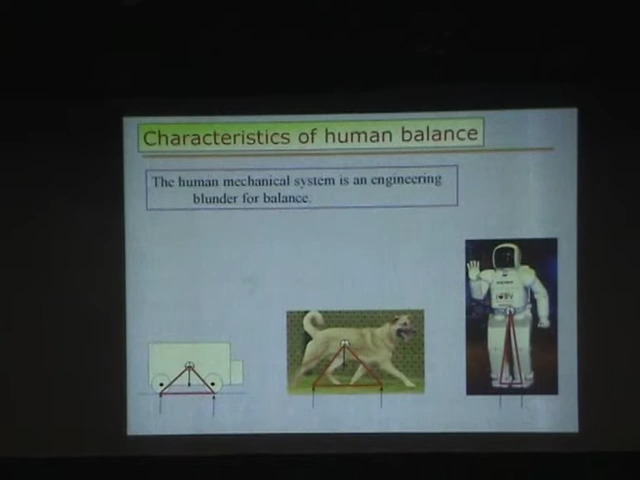 Characteristics of human balance
The human mechanical system is an engineering
blunder for balance.